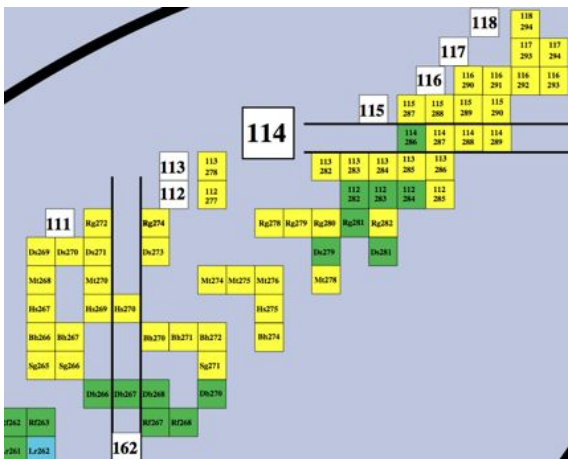 118
118 294
117
117 293
117 294
116
116 290
116 291
116 292
116 293
115
115 287
115 288
115 289
115 290
114
114 286
114 287
114 288
114 289
113
113 278
113 282
113 283
113 284
113 285
113 286
112
112 277
112 282
112 283
112 284
112 285
111
Rg272
Rg274
Rg278
Rg279
Rg280
Rg281
Rg282
Ds269
Ds270
Ds271
Ds273
Ds279
Ds281
Mt268
Mt270
Mt274
Mt275
Mt276
Mt278
Hs267
Hs269
Hs270
Hs275
Bh266
Bh267
Bh270
Bh271
Bh272
Bh274
Sg265
Sg266
Sg271
Db266
Db267
Db268
Db270
Rf262
Rf263
Rf267
Rf268
Lr261
Lr262
162